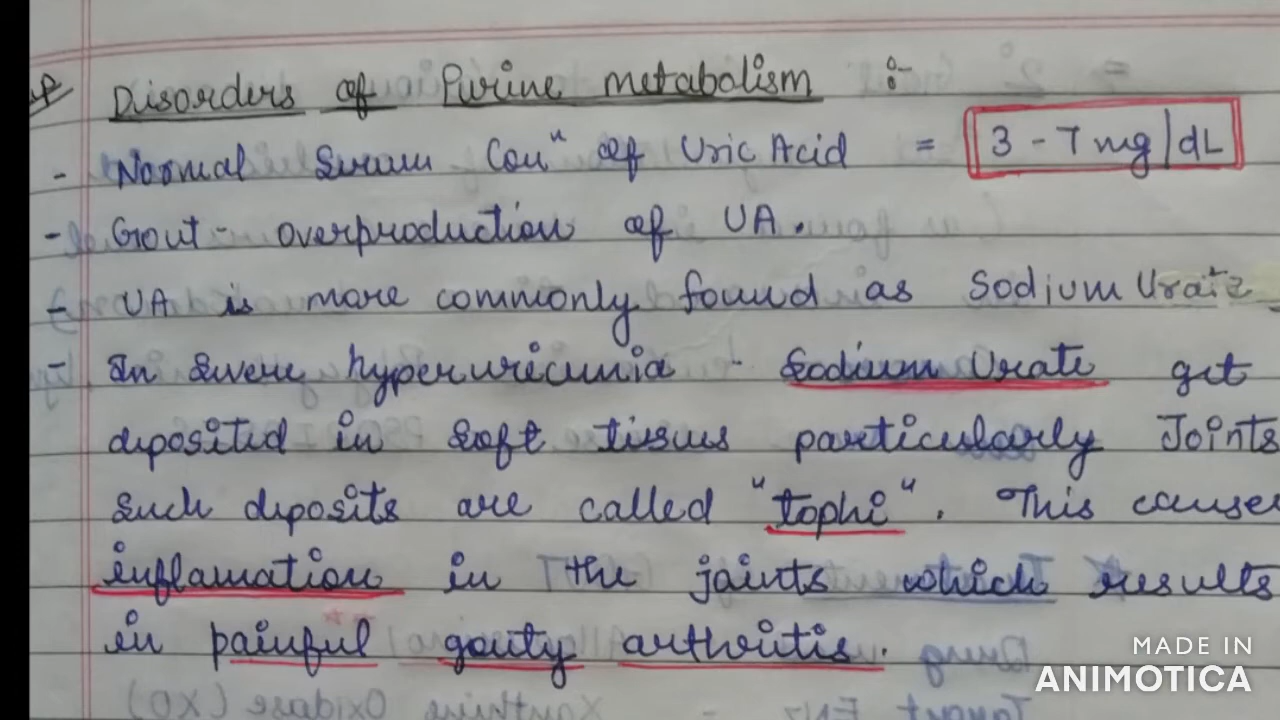 Disorders of Purine metabolism :-
- Normal Serum Conⁿ of Uric Acid = 3 - 7 mg/dL
- Gout - overproduction of UA.
- UA is more commonly found as Sodium Urate
- In Severe hyperuricemia - Sodium Urate get
deposited in soft tissues particularly Joints
Such deposits are called "tophi". This causes
inflamation in the joints which results
in painful gouty arthritis.
MADE IN
ANIMOTICA